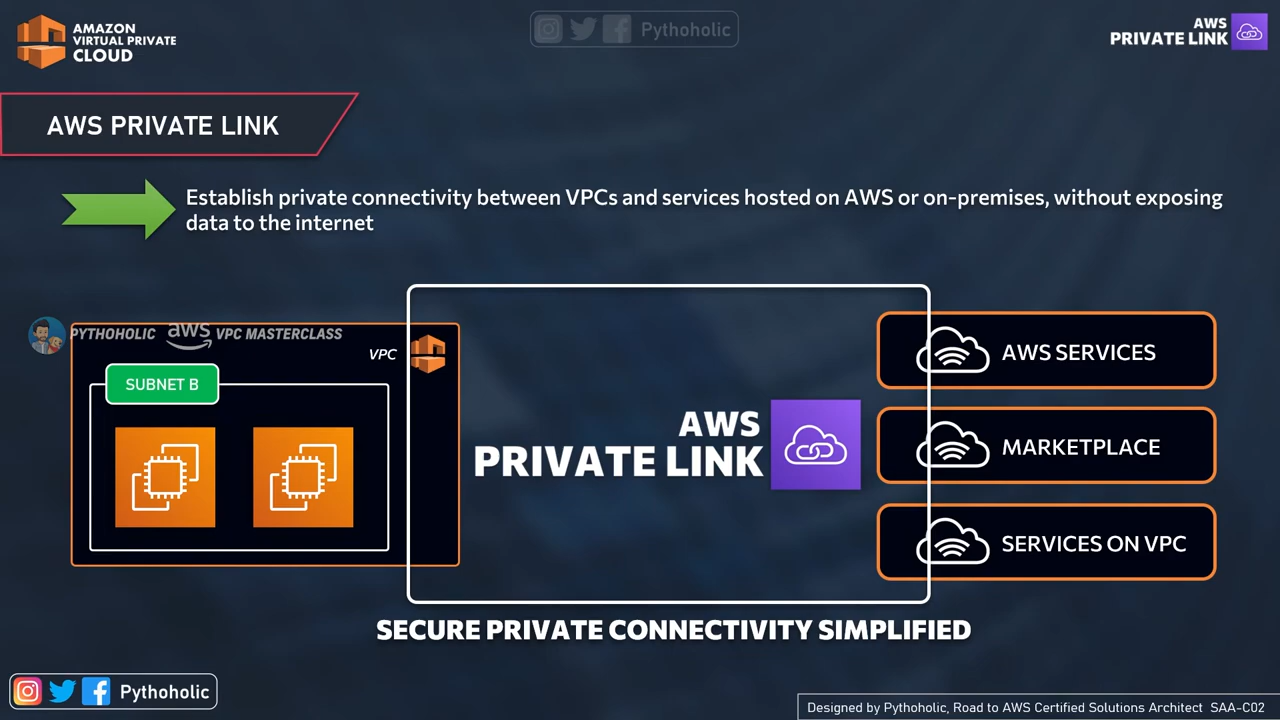 AMAZON
VIRTUAL PRIVATE
CLOUD
Pythoholic
AWS
PRIVATE LINK
AWS PRIVATE LINK
Establish private connectivity between VPCs and services hosted on AWS or on-premises, without exposing
data to the internet
PYTHOHOLIC aws VPC MASTERCLASS
VPC
SUBNET B
AWS
PRIVATE LINK
AWS SERVICES
MARKETPLACE
SERVICES ON VPC
SECURE PRIVATE CONNECTIVITY SIMPLIFIED
Pythoholic
Designed by Pythoholic, Road to AWS Certified Solutions Architect SAA-C02